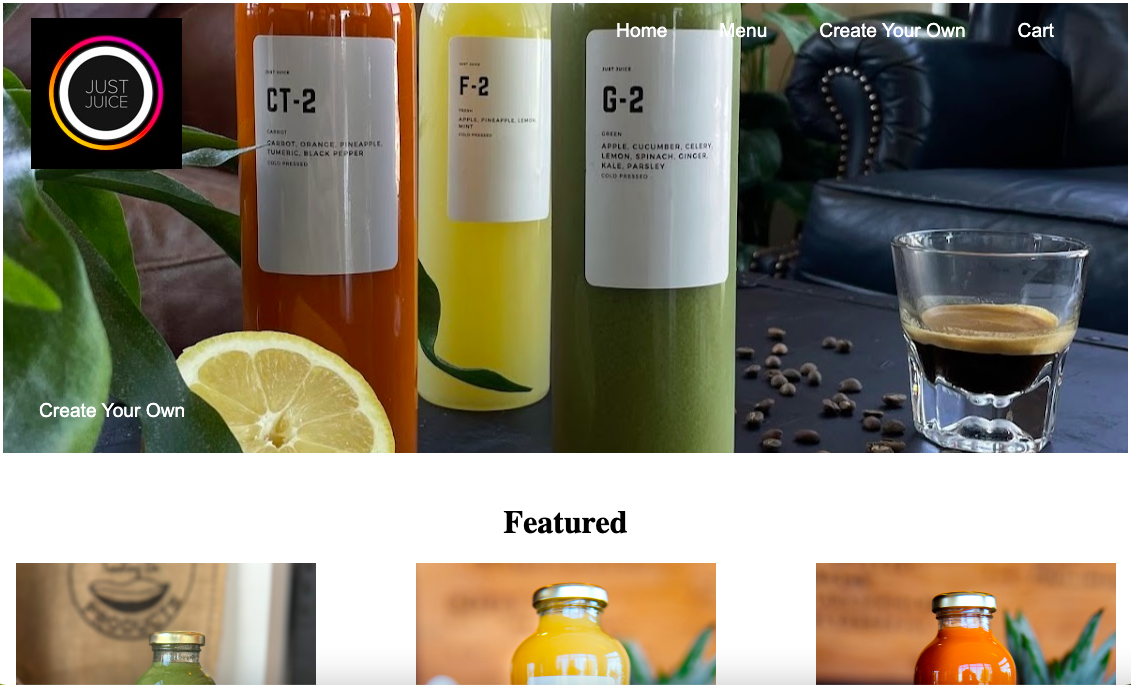 Home Menu Create Your Own Cart
JUST
JUICE
JUST JUICE
CT-2
CARROT
CARROT, ORANGE, PINEAPPLE,
TUMERIC, BLACK PEPPER
COLD PRESSED
JUST JUICE
F-2
FRESH
APPLE, PINEAPPLE, LEMON,
MINT
COLD PRESSED
JUST JUICE
G-2
GREEN
APPLE, CUCUMBER, CELERY,
LEMON, SPINACH, GINGER,
KALE, PARSLEY
COLD PRESSED
Create Your Own
Featured
PRODUCTS